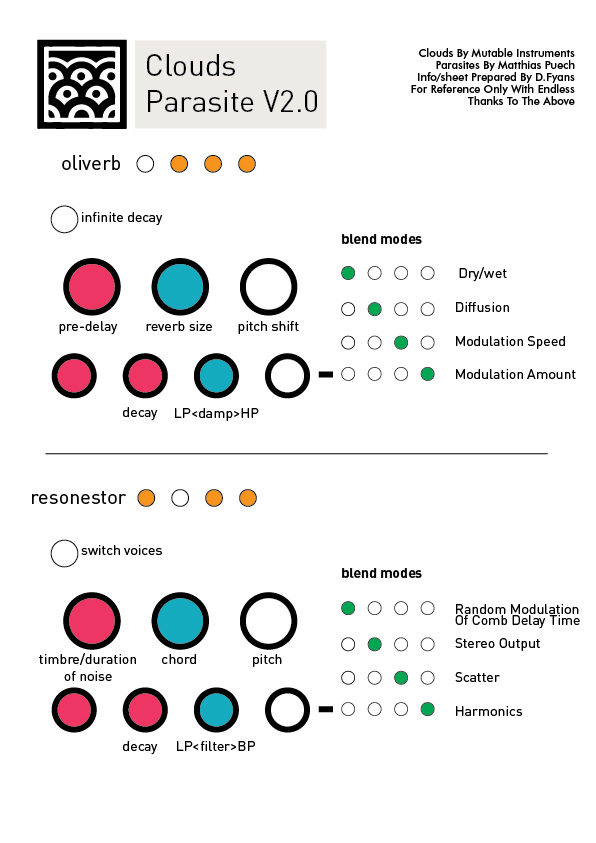 Clouds
Parasite V2.0
Clouds By Mutable Instruments
Parasites By Matthias Puech
Info/sheet Prepared By D.Fyans
For Reference Only With Endless
Thanks To The Above
oliverb
infinite decay
pre-delay
reverb size
pitch shift
decay
LP<damp>HP
blend modes
Dry/wet
Diffusion
Modulation Speed
Modulation Amount
resonestor
switch voices
timbre/duration
of noise
chord
pitch
decay
LP<filter>BP
blend modes
Random Modulation
Of Comb Delay Time
Stereo Output
Scatter
Harmonics